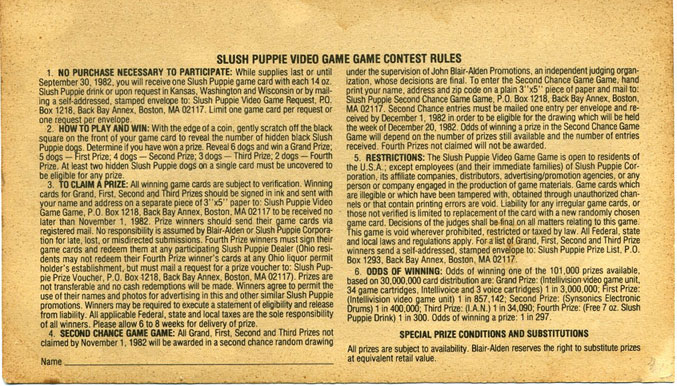 SLUSH PUPPIE VIDEO GAME GAME CONTEST RULES
1. NO PURCHASE NECESSARY TO PARTICIPATE: While supplies last or until
September 30, 1982, you will receive one Slush Puppie game card with each 14 oz.
Slush Puppie drink or upon request in Kansas, Washington and Wisconsin or by mail-
ing a self-addressed, stamped envelope to: Slush Puppie Video Game Request, P.O.
Box 1218, Back Bay Annex, Boston, MA 02117. Limit one game card per request or
one request per envelope.
2. HOW TO PLAY AND WIN: With the edge of a coin, gently scratch off the black
square on the front of your game card to reveal the number of hidden black Slush
Puppie dogs. Determine if you have won a prize. Reveal 6 dogs and win a Grand Prize;
5 dogs — First Prize; 4 dogs — Second Prize; 3 dogs — Third Prize; 2 dogs — Fourth
Prize. At least two hidden Slush Puppie dogs on a single card must be uncovered to
be eligible for any prize.
3. TO CLAIM A PRIZE: All winning game cards are subject to verification. Winning
cards for Grand, First, Second and Third Prizes should be signed in ink and sent with
your name and address on a separate piece of 3''x5'' paper to: Slush Puppie Video
Game Game, P.O. Box 1218, Back Bay Annex, Boston, MA 02117 to be received no
later than November 1, 1982. Prize winners should send their game cards via
registered mail. No responsibility is assumed by Blair-Alden or Slush Puppie Corpora-
tion for late, lost, or misdirected submissions. Fourth Prize winners must sign their
game cards and redeem them at any participating Slush Puppie Dealer (Ohio resi-
dents may not redeem their Fourth Prize winner's cards at any Ohio liquor permit
holder's establishment, but must mail a request for a prize voucher to: Slush Pup-
pie Prize Voucher, P.O. Box 1218, Back Bay Annex, Boston, MA 02117). Prizes are
not transferable and no cash redemptions will be made. Winners agree to permit the
use of their names and photos for advertising in this and other similar Slush Puppie
promotions. Winners may be required to execute a statement of eligibility and release
from liability. All applicable Federal, state and local taxes are the sole responsibility
of all winners. Please allow 6 to 8 weeks for delivery of prize.
4. SECOND CHANCE GAME GAME: All Grand, First, Second and Third Prizes not
claimed by November 1, 1982 will be awarded in a second chance random drawing
Name
under the supervision of John Blair-Alden Promotions, an independent judging organ-
ization, whose decisions are final. To enter the Second Chance Game Game, hand
print your name, address and zip code on a plain 3''x5'' piece of paper and mail to:
Slush Puppie Second Chance Game Game, P.O. Box 1218, Back Bay Annex, Boston,
MA. 02117. Second Chance entries must be mailed one entry per envelope and re-
ceived by December 1, 1982 in order to be eligible for the drawing which will be held
the week of December 20, 1982. Odds of winning a prize in the Second Chance Game
Game will depend on the number of prizes still available and the number of entries
received. Fourth Prizes not claimed will not be awarded.
5. RESTRICTIONS: The Slush Puppie Video Game Game is open to residents of
the U.S.A.; except employees (and their immediate families) of Slush Puppie Cor-
poration, its affiliate companies, distributors, advertising/promotion agencies, or any
person or company engaged in the production of game materials. Game cards which
are illegible or which have been tampered with, obtained through unauthorized chan-
nels or that contain printing errors are void. Liability for any irregular game cards, or
those not verified is limited to replacement of the card with a new randomly chosen
game card. Decisions of the judges shall be final on all matters relating to this game.
This game is void wherever prohibited, restricted or taxed by law. All Federal, state
and local laws and regulations apply. For a list of Grand, First, Second and Third Prize
winners send a self-addressed, stamped envelope to: Slush Puppie Prize List, P.O.
Box 1293, Back Bay Annex, Boston, MA 02117.
6. ODDS OF WINNING: Odds of winning one of the 101,000 prizes available,
based on 30,000,000 card distribution are: Grand Prize: (Intellivision video game unit,
34 game cartridges, Intellivoice and 3 voice cartridges) 1 in 3,000,000; First Prize:
(Intellivision video game unit) 1 in 857,142; Second Prize: (Synsonics Electronic
Drums) 1 in 400,000; Third Prize: (I.A.N.) 1 in 34,090; Fourth Prize: (Free 7 oz. Slush
Puppie Drink) 1 in 300. Odds of winning a prize: 1 in 297.
SPECIAL PRIZE CONDITIONS AND SUBSTITUTIONS
All prizes are subject to availability. Blair-Alden reserves the right to substitute prizes
at equivalent retail value.